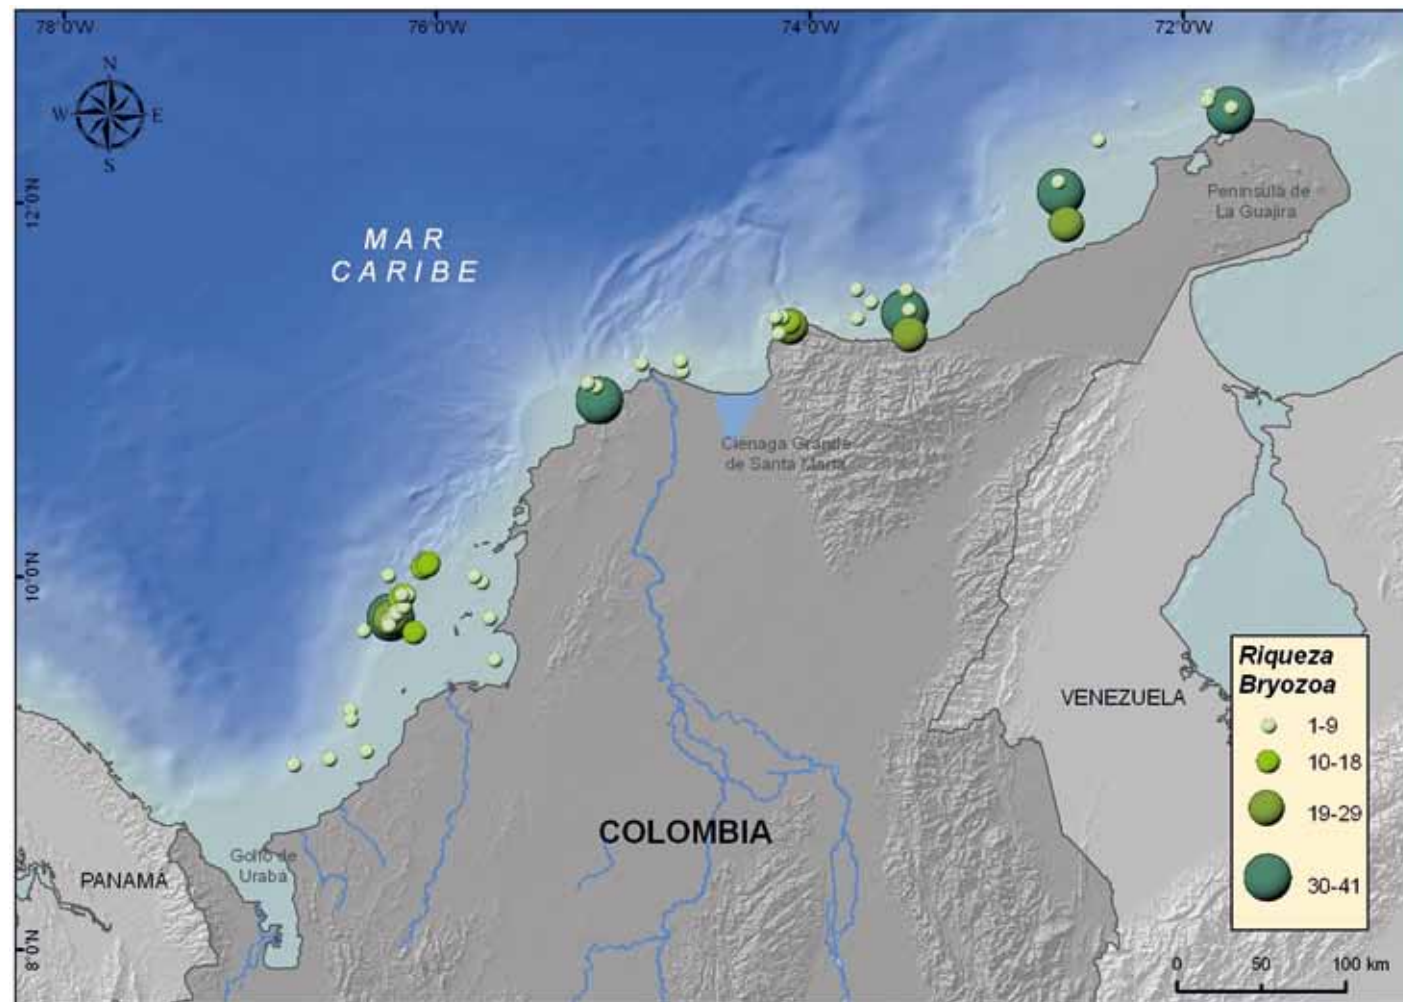 78°0'W
76°0'W
74°0'W
72°0'W
N
W
E
S
12°0'N
10°0'N
8°0'N
MAR
CARIBE
Peninsula de
La Guajira
Ciénaga Grande
de Santa Marta
VENEZUELA
COLOMBIA
PANAMÁ
Golfo de
Urabá
Riqueza
Bryozoa
1-9
10-18
19-29
30-41
0 50 100 km